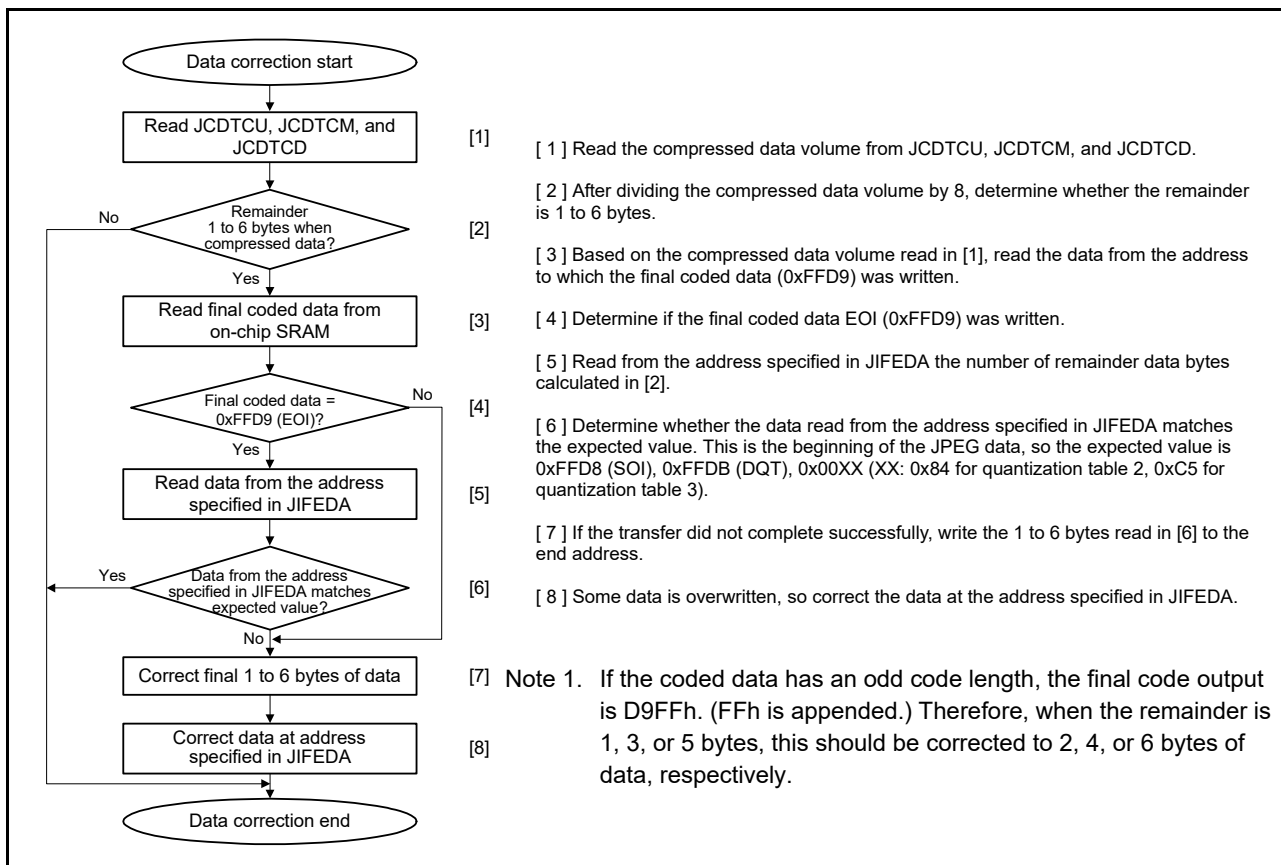 Data correction start
Read JCDTCU, JCDTCM, and
JCDTCD
[1]
No
Remainder
1 to 6 bytes when
compressed data?
[2]
Yes
Read final coded data from
on-chip SRAM
[3]
Final coded data =
0xFFD9 (EOI)?
No
[4]
Yes
Read data from the address
specified in JIFEDA
[5]
Yes
Data from the address
specified in JIFEDA matches
expected value?
[6]
No
Correct final 1 to 6 bytes of data
[7]
Correct data at address
specified in JIFEDA
[8]
Data correction end
[ 1 ] Read the compressed data volume from JCDTCU, JCDTCM, and JCDTCD.
[ 2 ] After dividing the compressed data volume by 8, determine whether the remainder
is 1 to 6 bytes.
[ 3 ] Based on the compressed data volume read in [1], read the data from the address
to which the final coded data (0xFFD9) was written.
[ 4 ] Determine if the final coded data EOI (0xFFD9) was written.
[ 5 ] Read from the address specified in JIFEDA the number of remainder data bytes
calculated in [2].
[ 6 ] Determine whether the data read from the address specified in JIFEDA matches
the expected value. This is the beginning of the JPEG data, so the expected value is
0xFFD8 (SOI), 0xFFDB (DQT), 0x00XX (XX: 0x84 for quantization table 2, 0xC5 for
quantization table 3).
[ 7 ] If the transfer did not complete successfully, write the 1 to 6 bytes read in [6] to the
end address.
[ 8 ] Some data is overwritten, so correct the data at the address specified in JIFEDA.
Note 1. If the coded data has an odd code length, the final code output
is D9FFh. (FFh is appended.) Therefore, when the remainder is
1, 3, or 5 bytes, this should be corrected to 2, 4, or 6 bytes of
data, respectively.